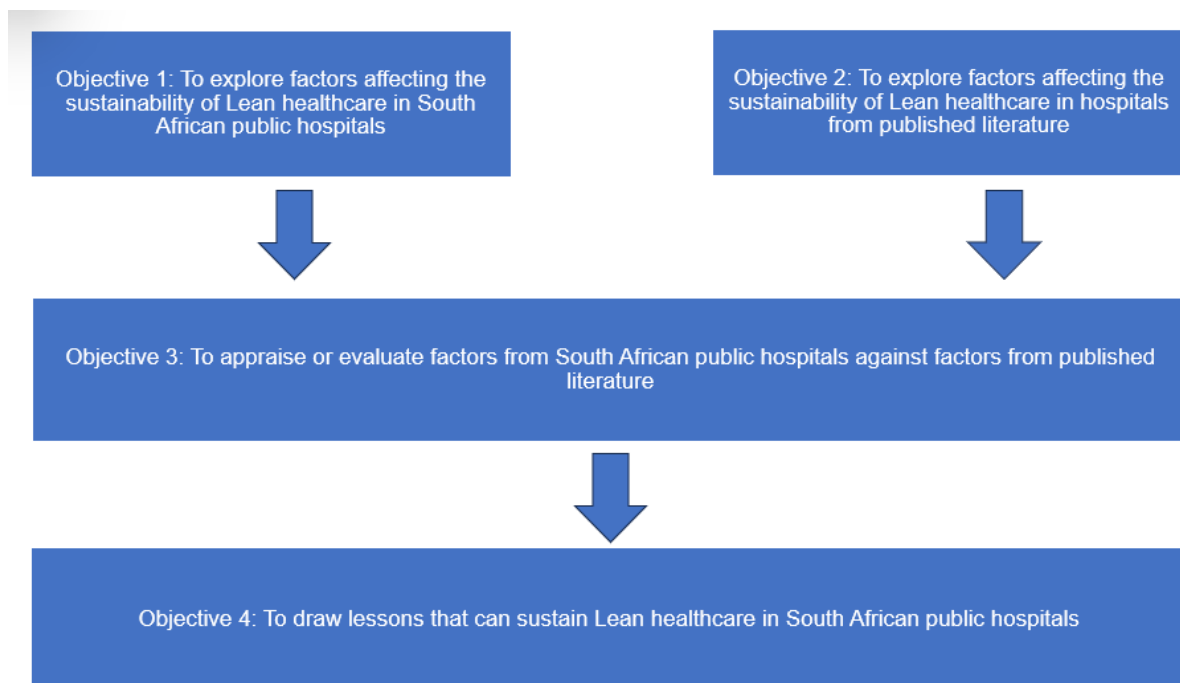 Objective 1: To explore factors affecting the
sustainability of Lean healthcare in South
African public hospitals
Objective 2: To explore factors affecting the
sustainability of Lean healthcare in hospitals
from published literature
Objective 3: To appraise or evaluate factors from South African public hospitals against factors from published
literature
Objective 4: To draw lessons that can sustain Lean healthcare in South African public hospitals